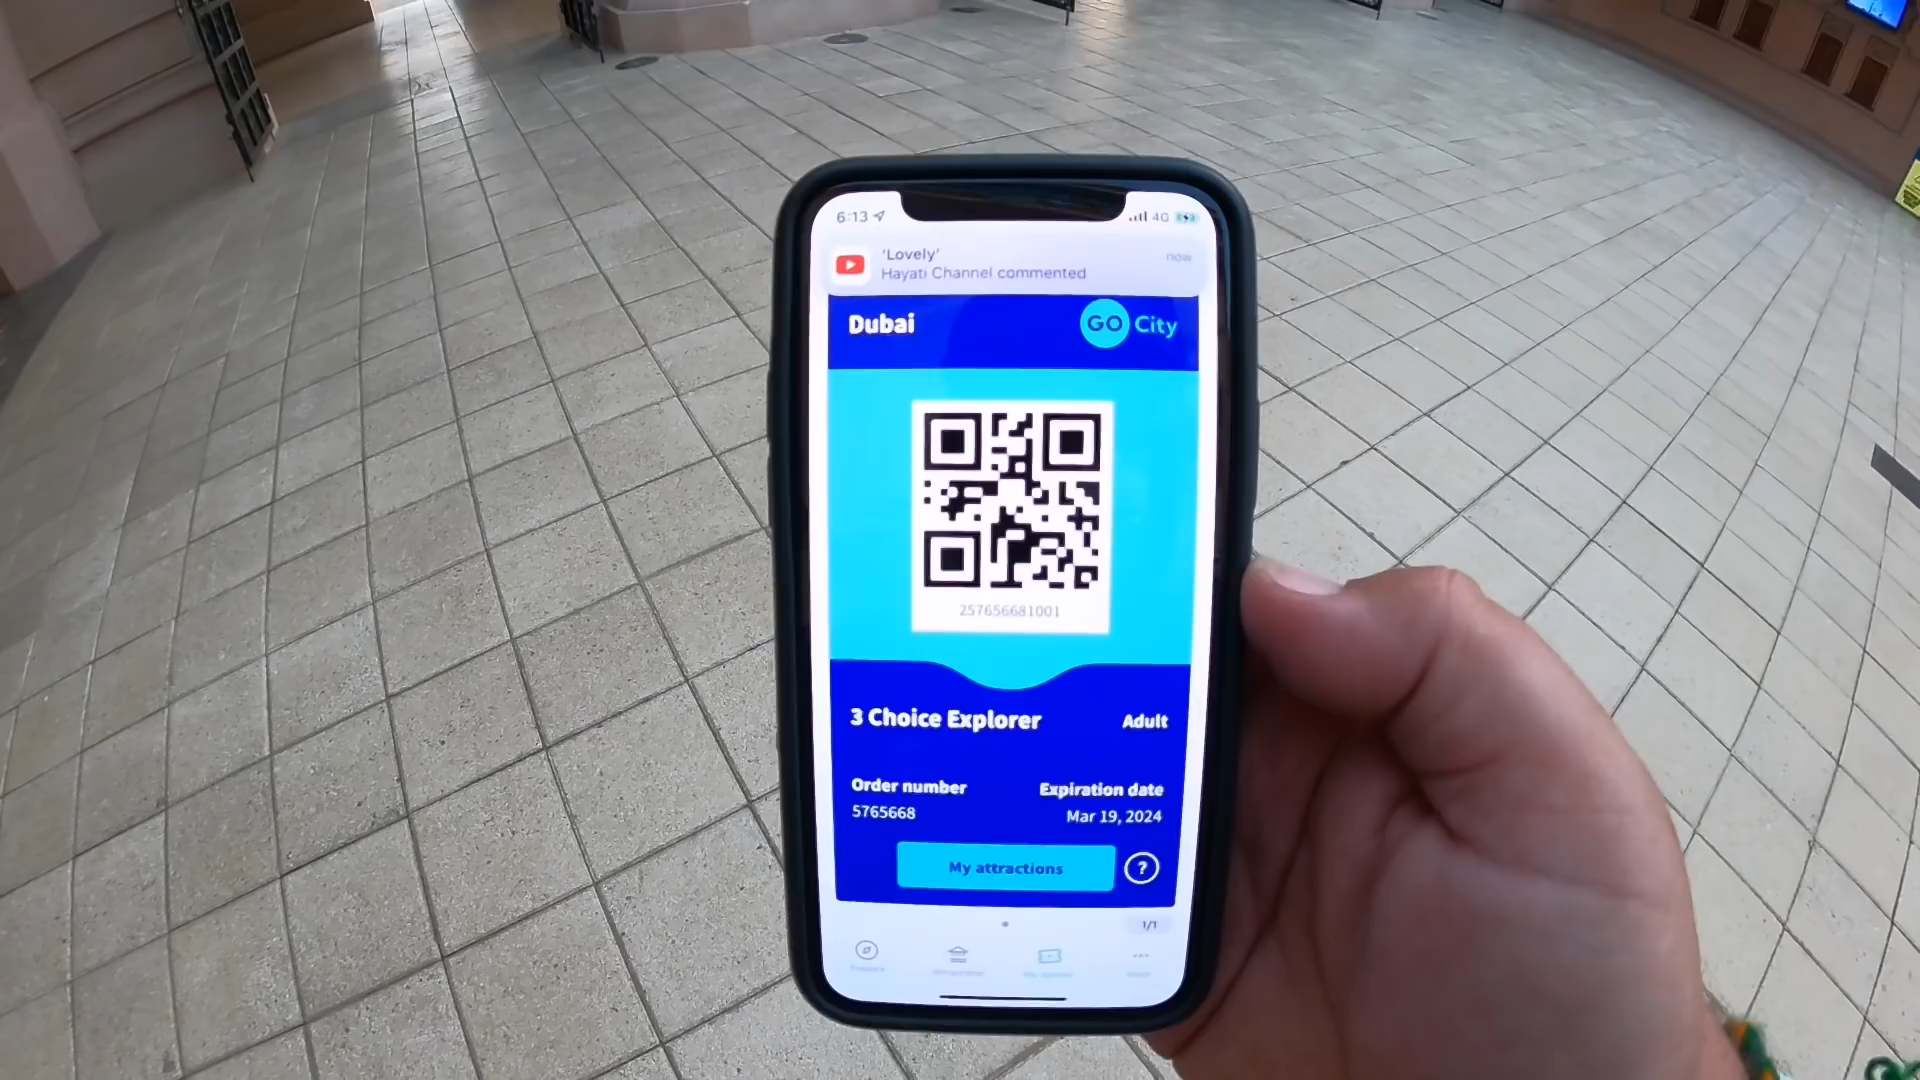 6:13
4G
'Lovely'
now
Hayati Channel commented
Dubai
GO City
257656681001
3 Choice Explorer
Adult
Order number
Expiration date
5765668
Mar 19, 2024
My attractions
?
1/1